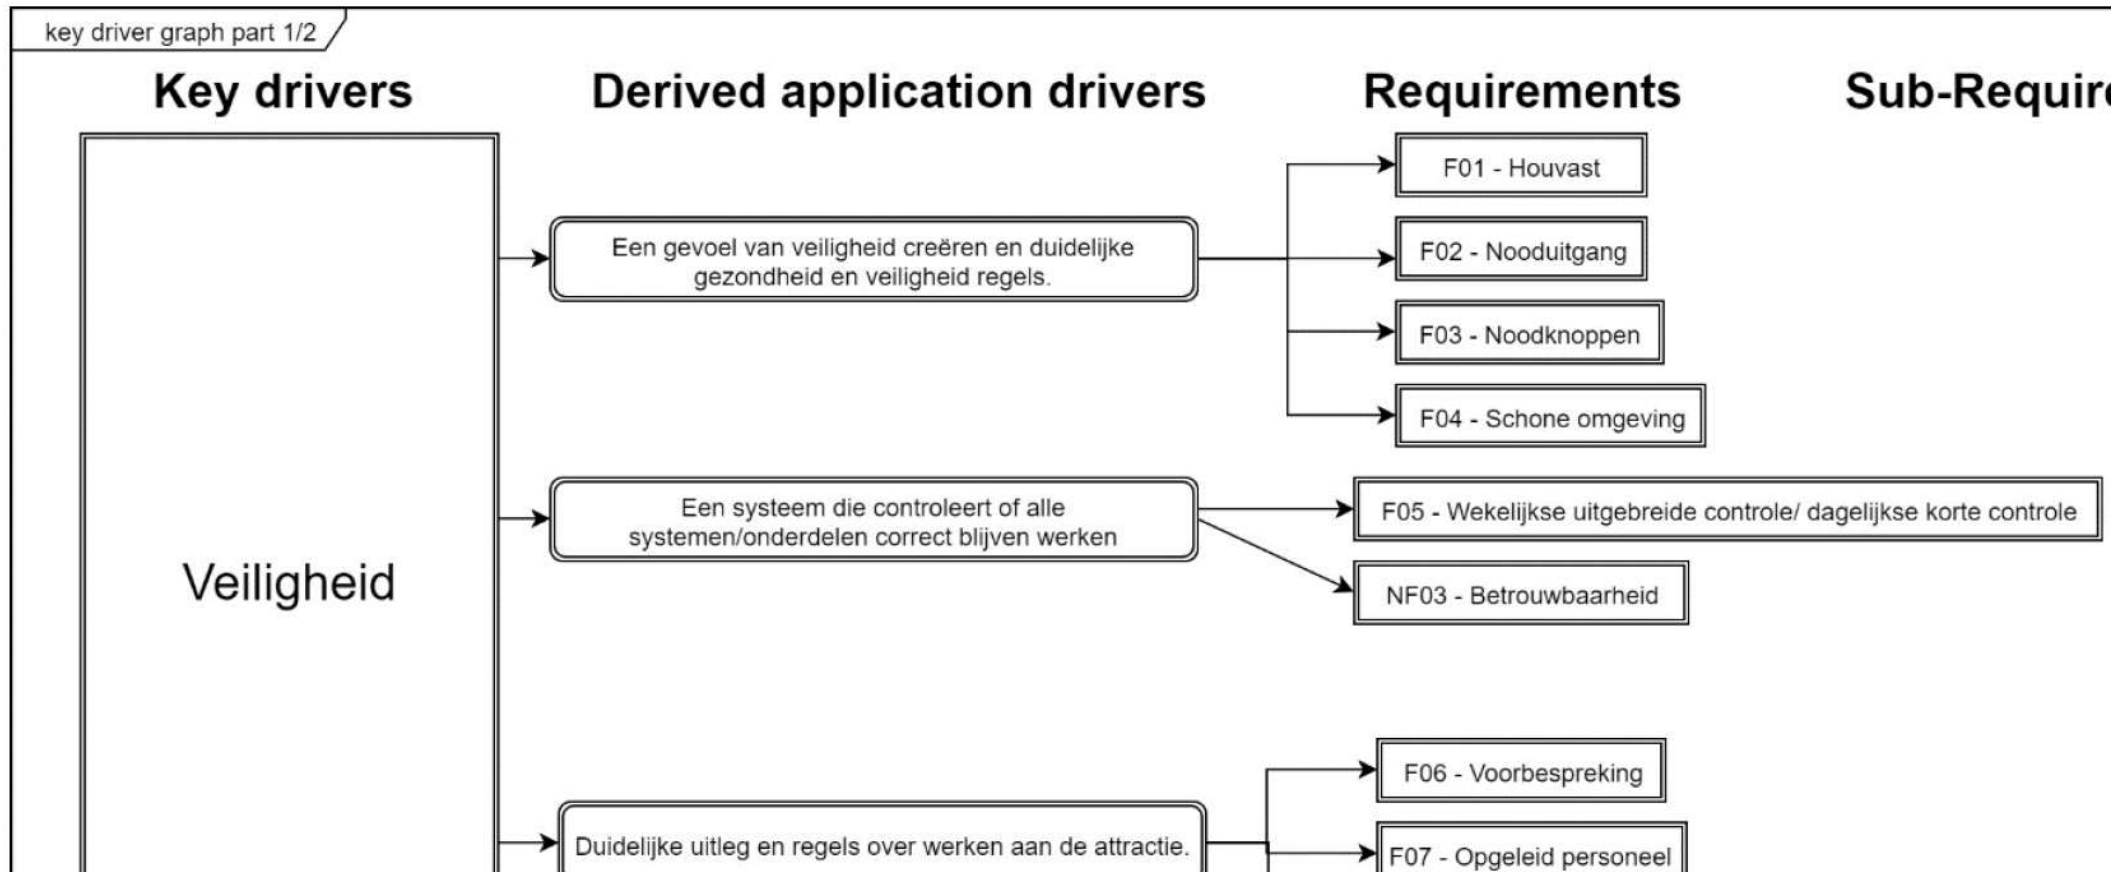 key driver graph part 1/2
Key drivers
Derived application drivers
Requirements
Sub-Require
F01 - Houvast
Een gevoel van veiligheid creëren en duidelijke
gezondheid en veiligheid regels.
F02 - Nooduitgang
F03 - Noodknoppen
F04 - Schone omgeving
Een systeem die controleert of alle
systemen/onderdelen correct blijven werken
F05 - Wekelijkse uitgebreide controle/ dagelijkse korte controle
Veiligheid
NF03 - Betrouwbaarheid
F06 - Voorbespreking
Duidelijke uitleg en regels over werken aan de attractie.
F07 - Opgeleid personeel